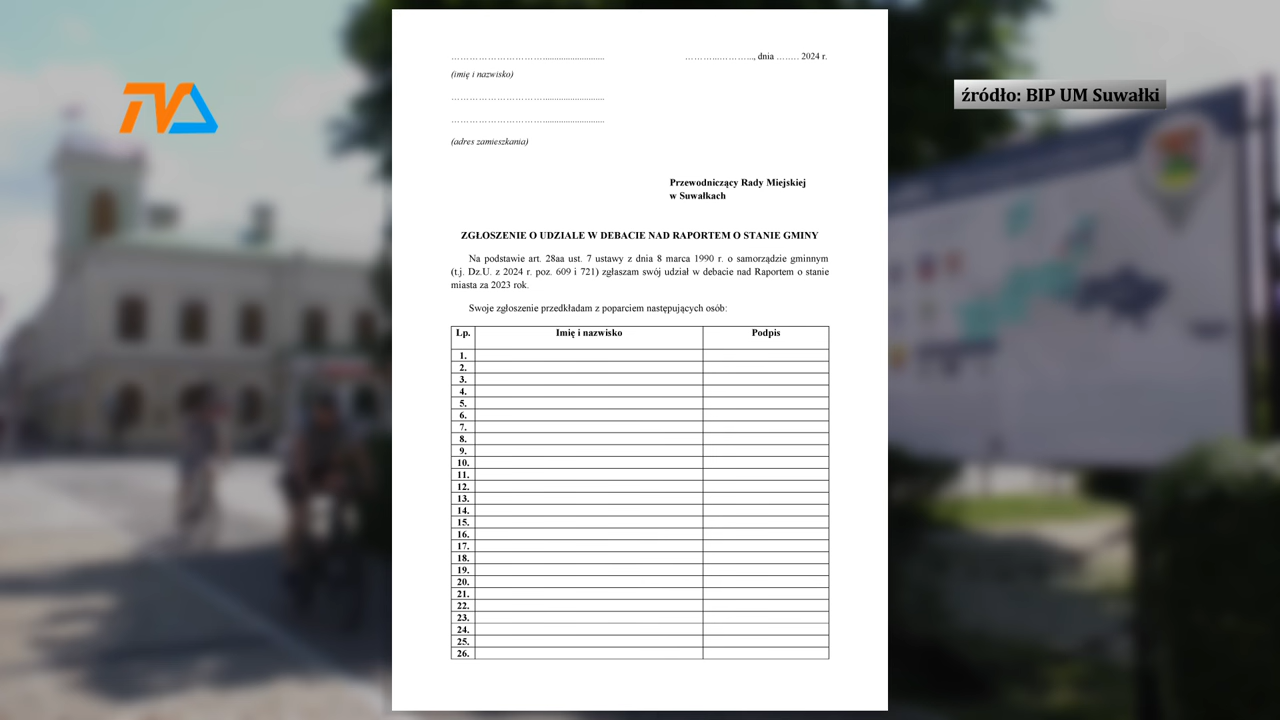 ………………………….......................... ………...………..., dnia …….. 2024 r.
(imię i nazwisko)
………………………….......................... 
………………………….......................... 
(adres zamieszkania)
TVA
źródło: BIP UM Suwałki
Przewodniczący Rady Miejskiej
w Suwałkach
ZGŁOSZENIE O UDZIALE W DEBACIE NAD RAPORTEM O STANIE GMINY
Na podstawie art. 28aa ust. 7 ustawy z dnia 8 marca 1990 r. o samorządzie gminnym
(t.j. Dz.U. z 2024 r. poz. 609 i 721) zgłaszam swój udział w debacie nad Raportem o stanie
miasta za 2023 rok.
Swoje zgłoszenie przedkładam z poparciem następujących osób:
Lp. Imię i nazwisko Podpis
1.
2.
3.
4.
5.
6.
7.
8.
9.
10.
11.
12.
13.
14.
15.
16.
17.
18.
19.
20.
21.
22.
23.
24.
25.
26.